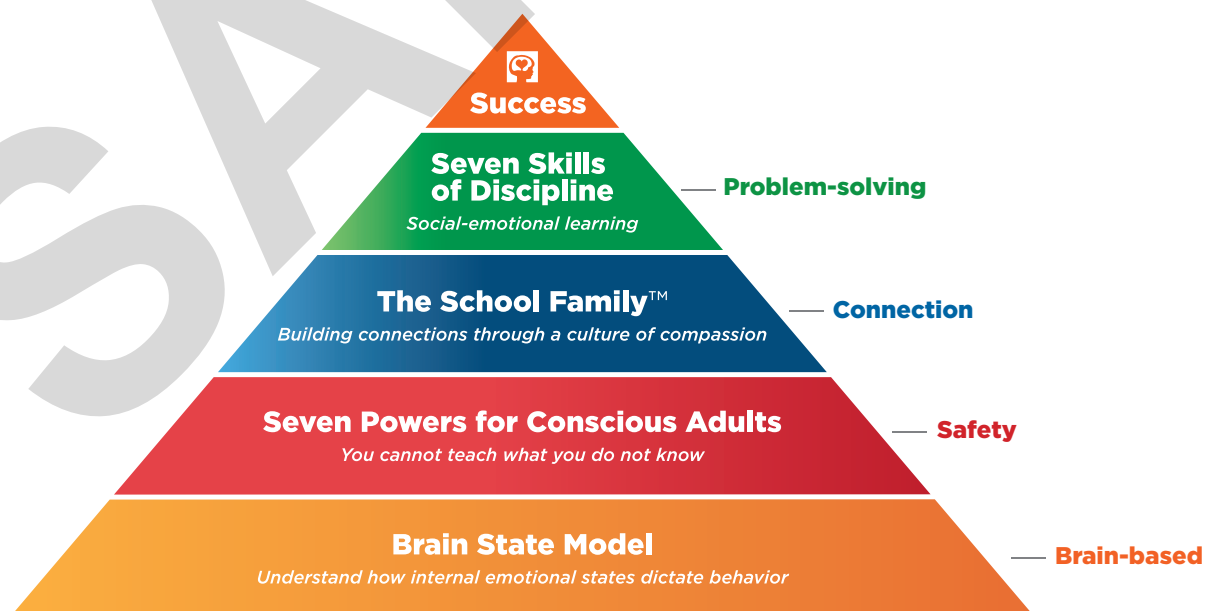 Success
Seven Skills
of Discipline
Social-emotional learning
Problem-solving
The School Family™
Building connections through a culture of compassion
Connection
Seven Powers for Conscious Adults
You cannot teach what you do not know
Safety
Brain State Model
Understand how internal emotional states dictate behavior
Brain-based